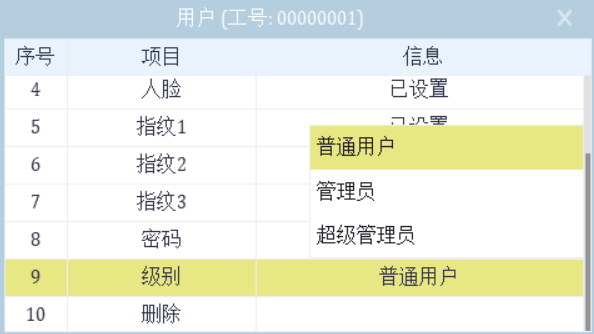 用户 (工号: 00000001)
序号 项目 信息
4 人脸 已设置
5 指纹1 已设置
普通用户
6 指纹2
管理员
7 指纹3
超级管理员
8 密码
9 级别 普通用户
10 删除